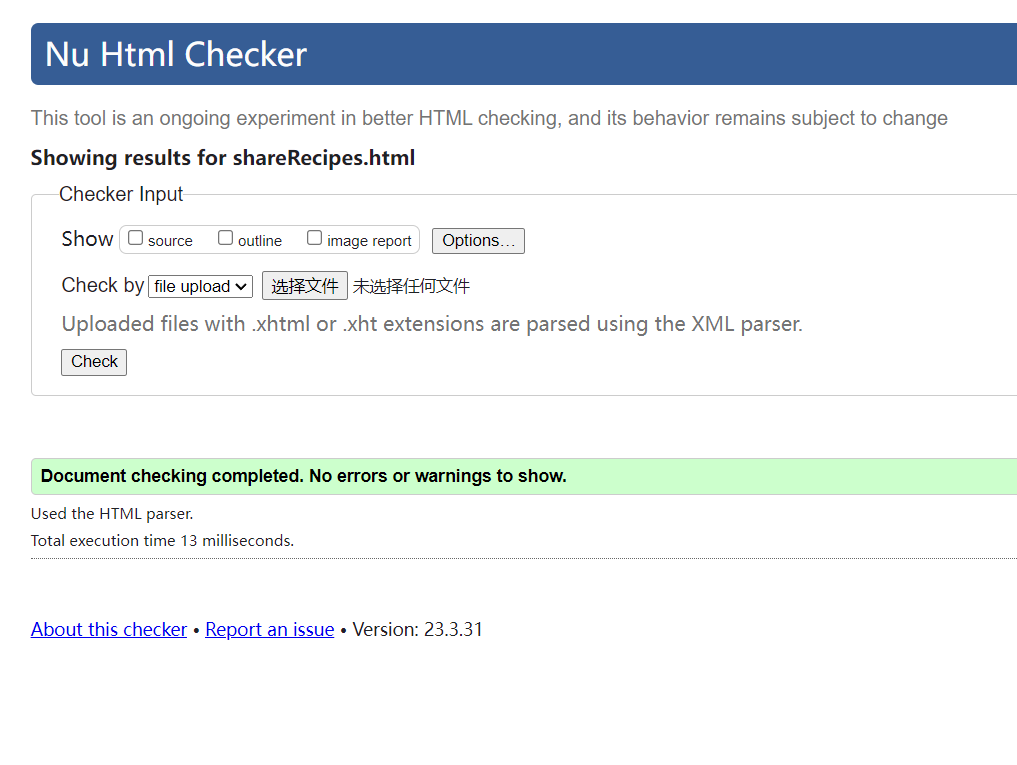 Nu Html Checker
This tool is an ongoing experiment in better HTML checking, and its behavior remains subject to change
Showing results for shareRecipes.html
Checker Input
Show source outline image report Options…
Check by file upload 选择文件 未选择任何文件
Uploaded files with .xhtml or .xht extensions are parsed using the XML parser.
Check
Document checking completed. No errors or warnings to show.
Used the HTML parser.
Total execution time 13 milliseconds.
About this checker • Report an issue • Version: 23.3.31